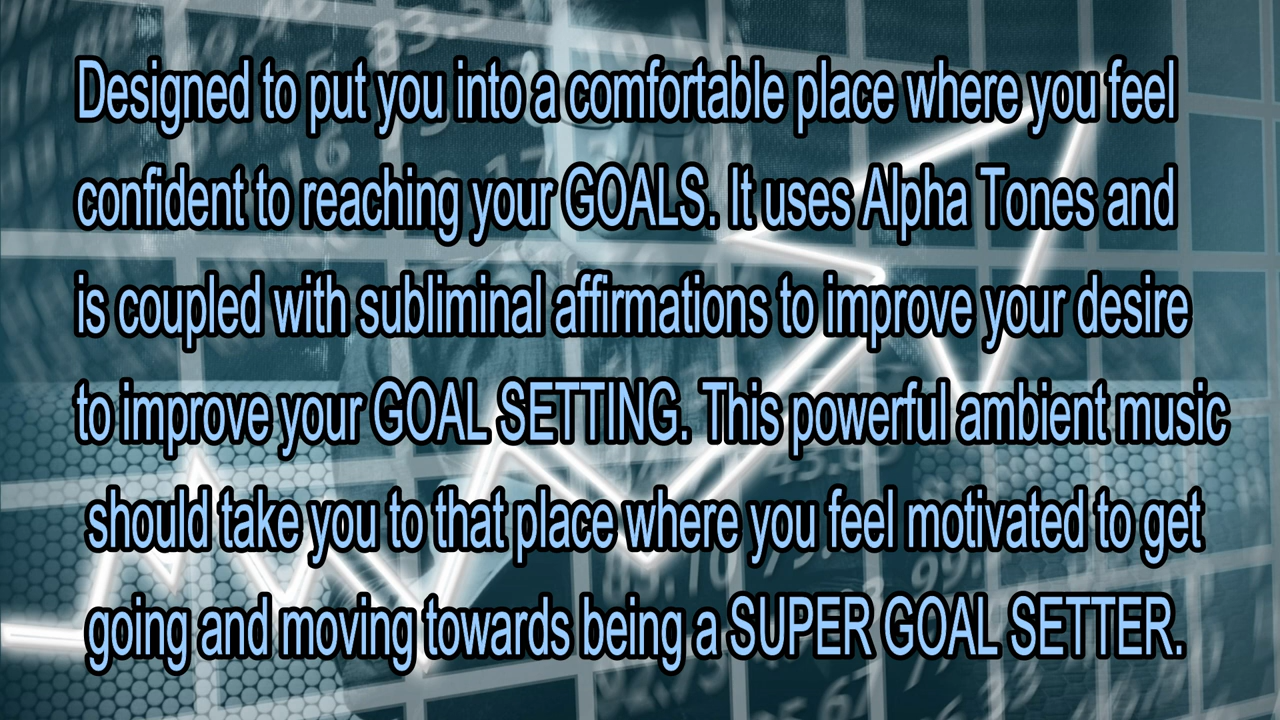 Designed to put you into a comfortable place where you feel
confident to reaching your GOALS. It uses Alpha Tones and
is coupled with subliminal affirmations to improve your desire
to improve your GOAL SETTING. This powerful ambient music
should take you to that place where you feel motivated to get
going and moving towards being a SUPER GOAL SETTER.